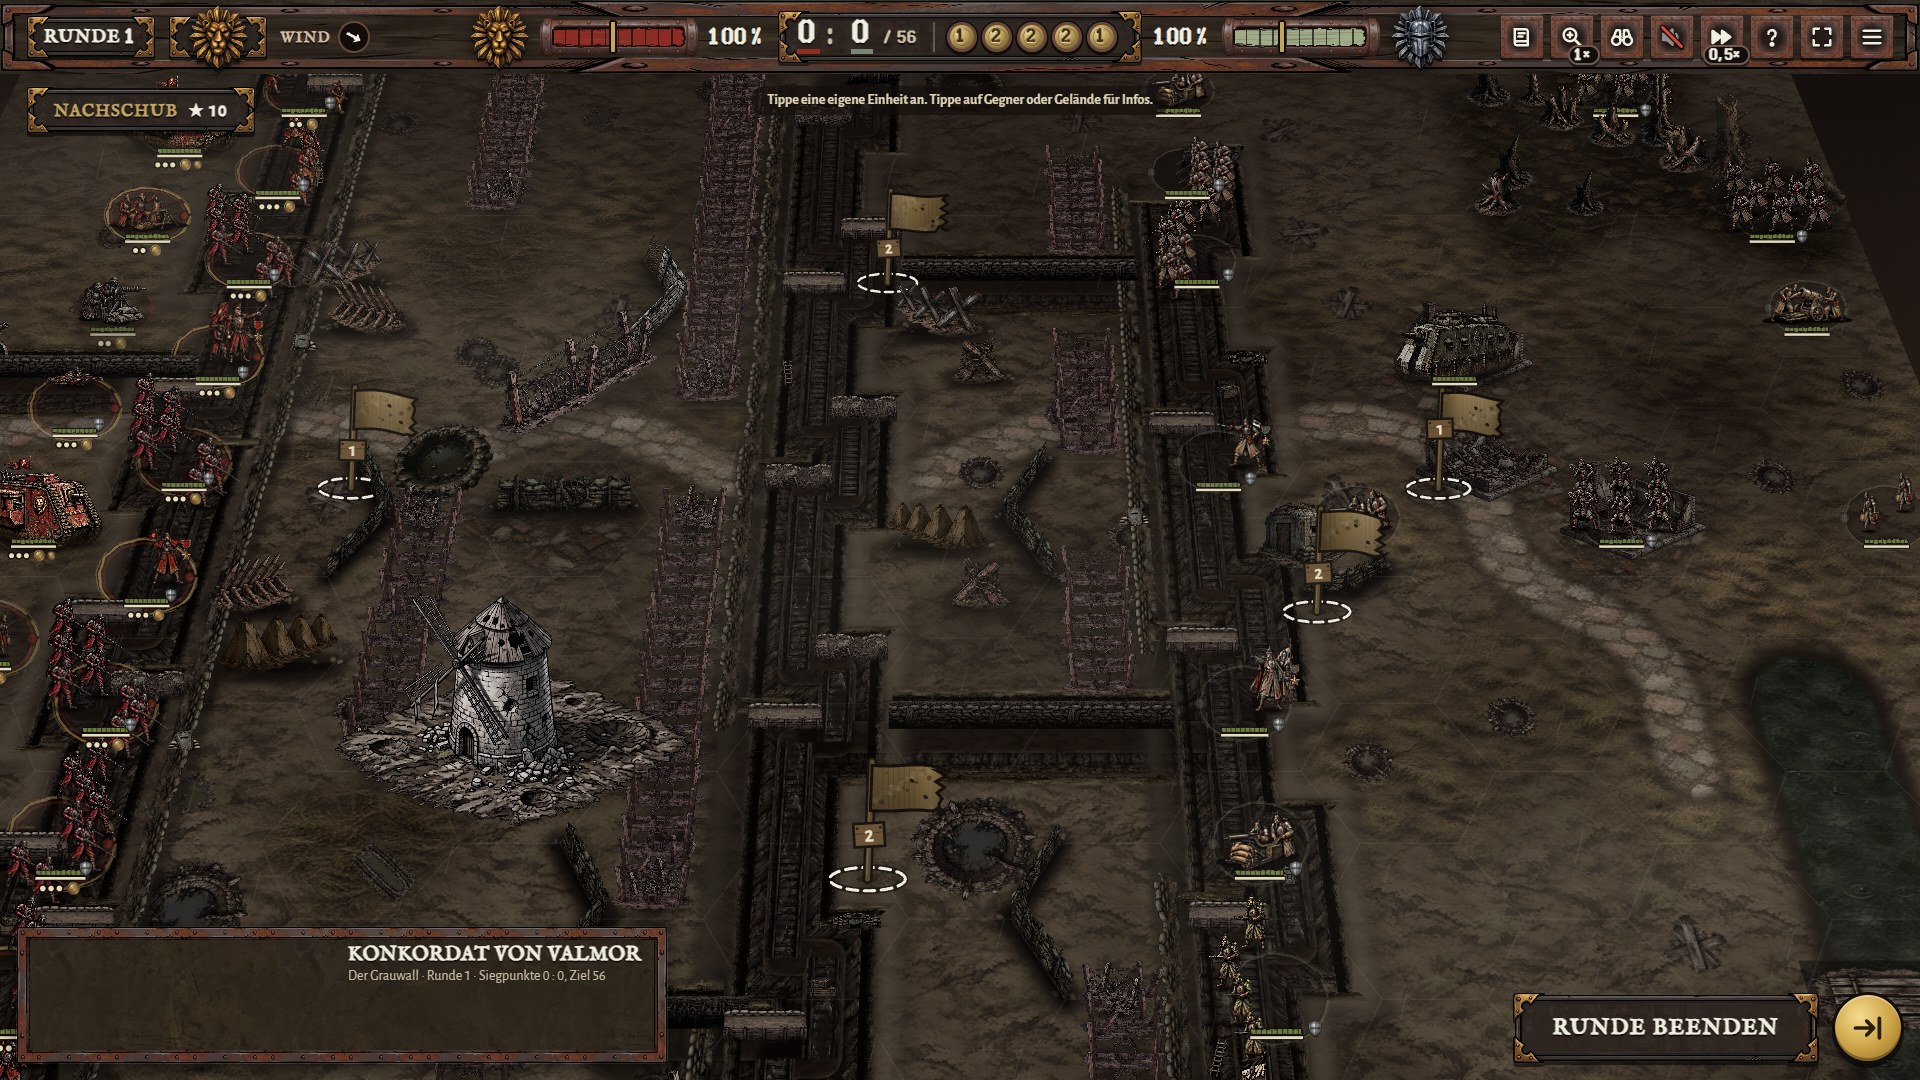 RUNDE 1
WIND
100%
0 : 0 / 56
1 2 2 2 1
100%
1×
0,5×
?
NACHSCHUB ★ 10
Tippe eine eigene Einheit an. Tippe auf Gegner oder Gelände für Infos.
2
1
1
2
2
KONKORDAT VON VALMOR
Der Grauwall · Runde 1 · Siegpunkte 0 : 0, Ziel 56
RUNDE BEENDEN